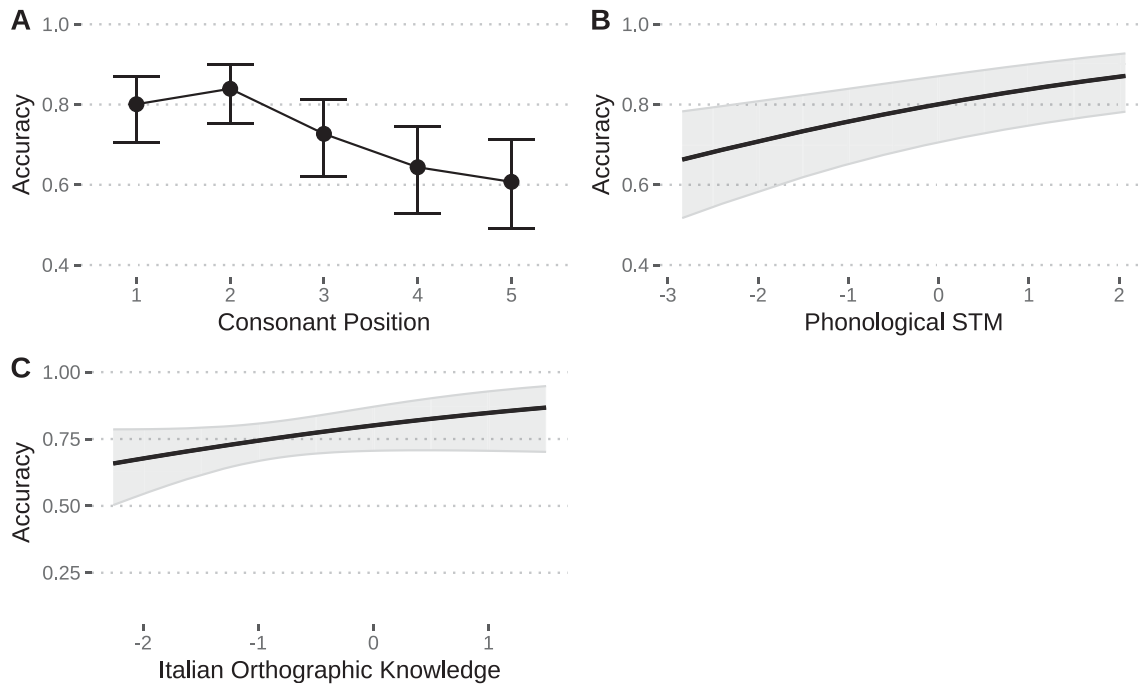 A
1.0
0.8
0.6
0.4
Accuracy
1 2 3 4 5
Consonant Position
B
1.0
0.8
0.6
0.4
Accuracy
-3 -2 -1 0 1 2
Phonological STM
C
1.00
0.75
0.50
0.25
Accuracy
-2 -1 0 1
Italian Orthographic Knowledge